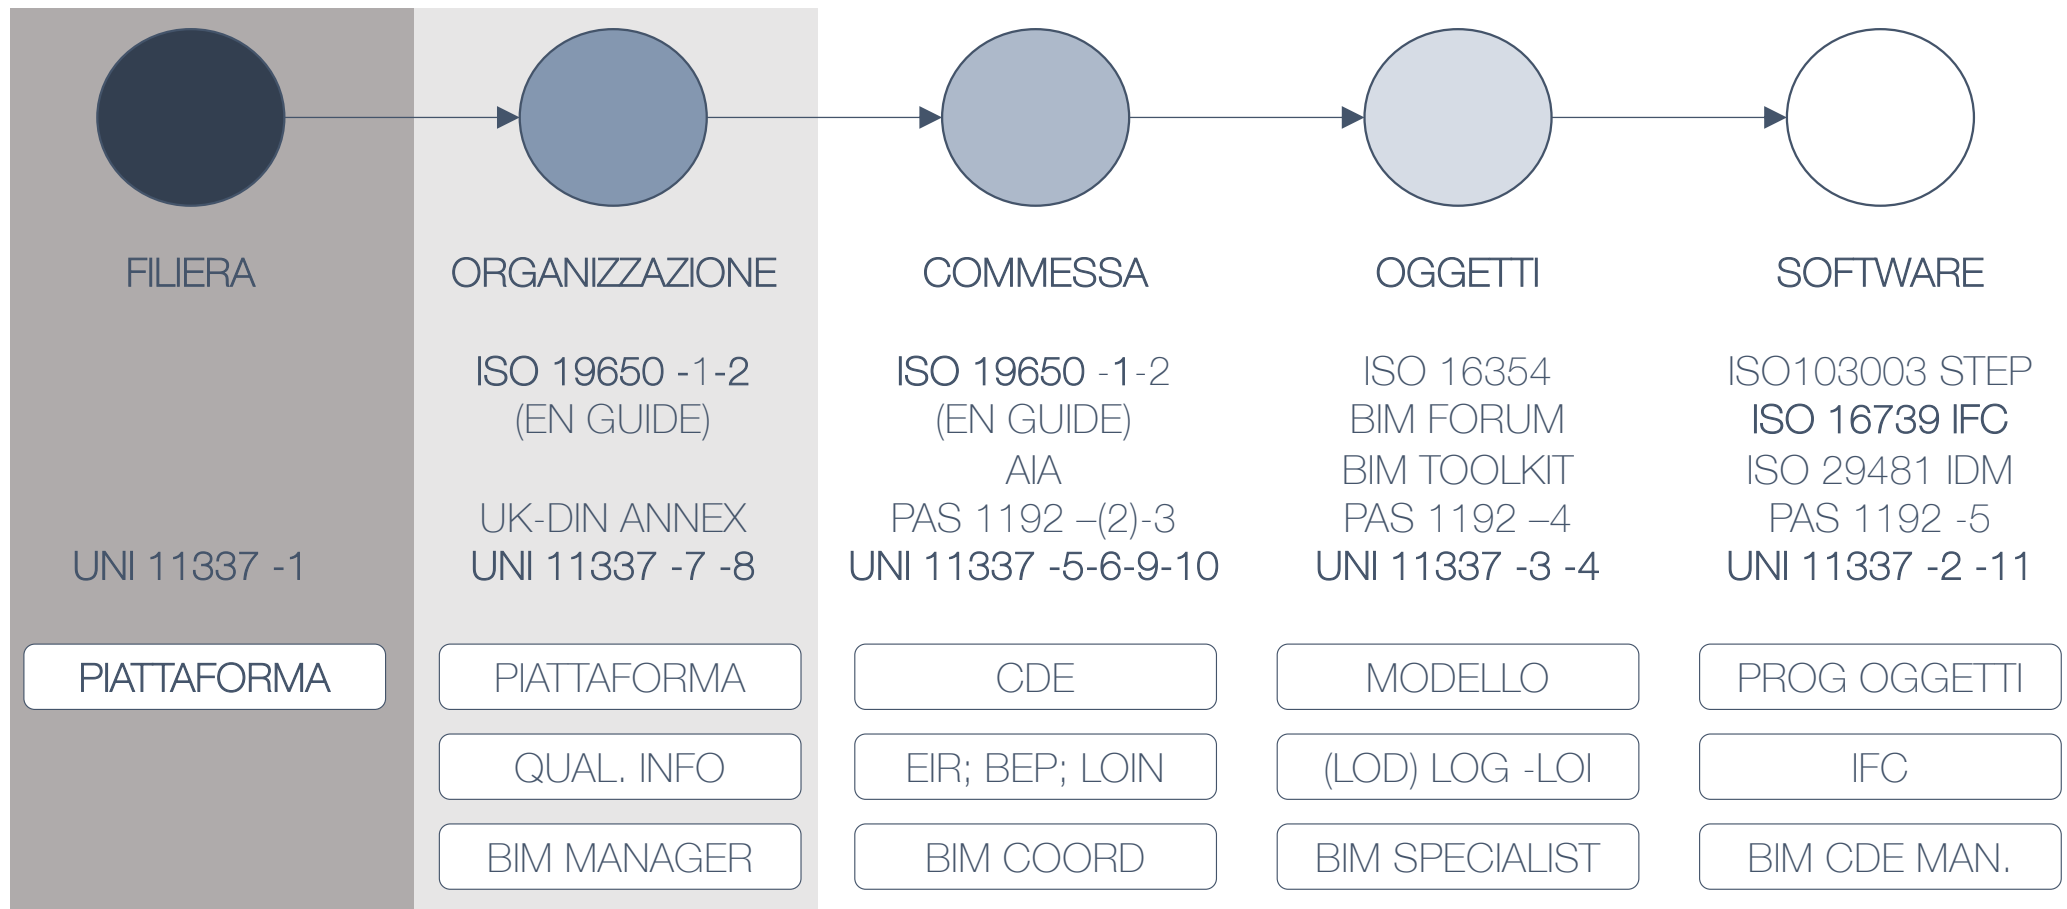 FILIERA
UNI 11337 -1
PIATTAFORMA
ORGANIZZAZIONE
ISO 19650 -1-2
(EN GUIDE)
UK-DIN ANNEX
UNI 11337 -7 -8
PIATTAFORMA
QUAL. INFO
BIM MANAGER
COMMESSA
ISO 19650 -1-2
(EN GUIDE)
AIA
PAS 1192 –(2)-3
UNI 11337 -5-6-9-10
CDE
EIR; BEP; LOIN
BIM COORD
OGGETTI
ISO 16354
BIM FORUM
BIM TOOLKIT
PAS 1192 –4
UNI 11337 -3 -4
MODELLO
(LOD) LOG -LOI
BIM SPECIALIST
SOFTWARE
ISO103003 STEP
ISO 16739 IFC
ISO 29481 IDM
PAS 1192 -5
UNI 11337 -2 -11
PROG OGGETTI
IFC
BIM CDE MAN.